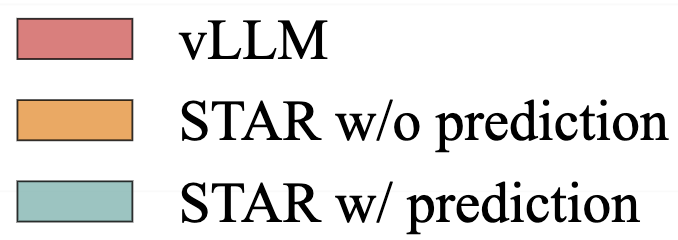 vLLM
STAR w/o prediction
STAR w/ prediction